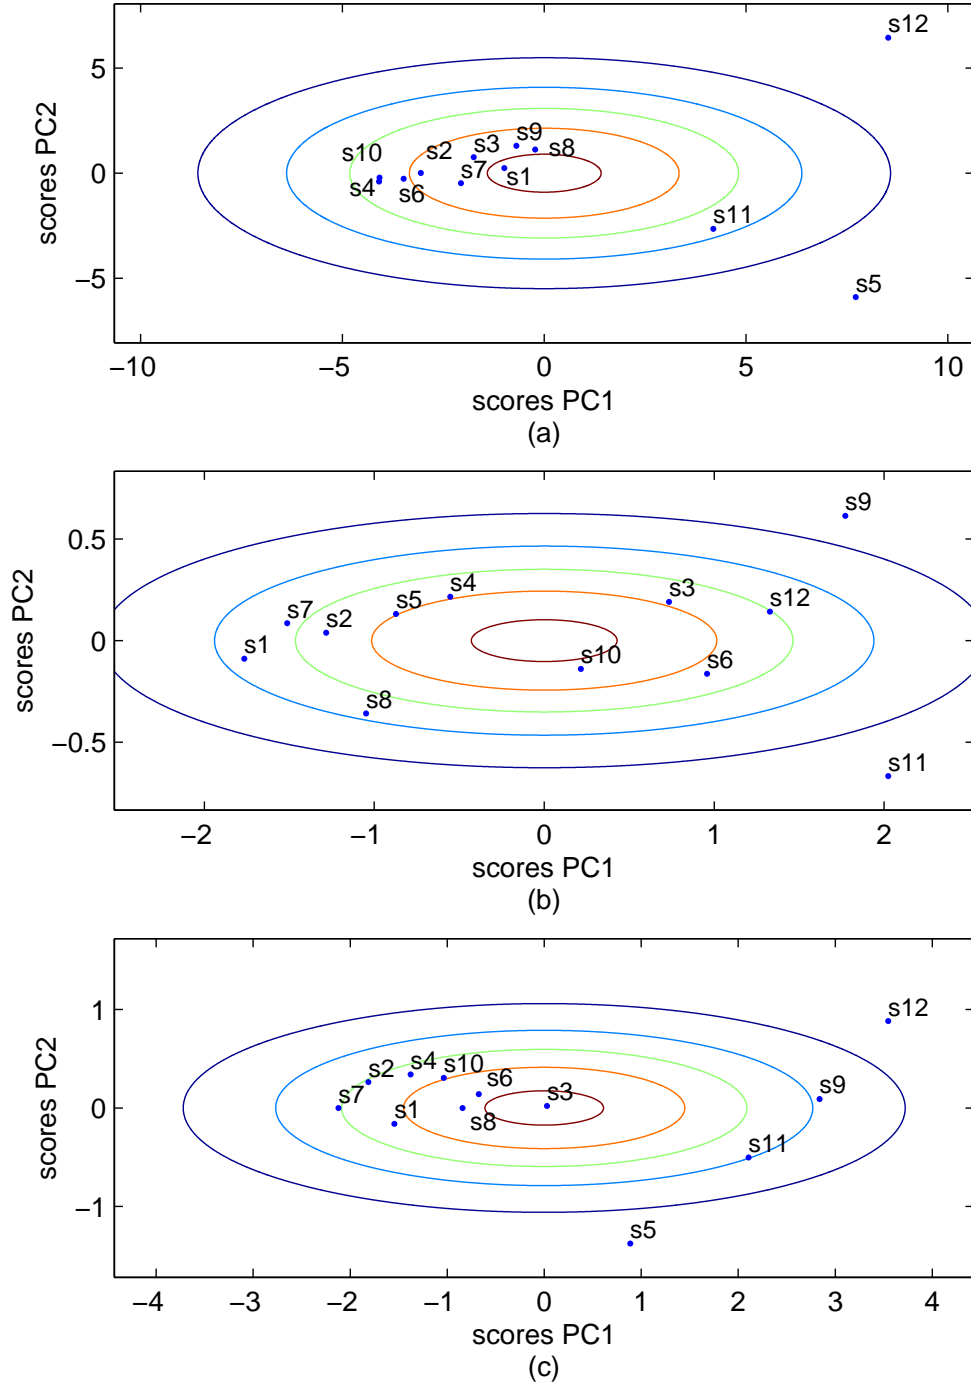 s12
5
s9
s10 s2 s3 s8
s7
0
s4 s6 s1
s11
−5
s5
scores PC2
−10 −5 0 5 10
scores PC1
(a)
s9
0.5
s4 s3
s7 s5 s12
s2
0
s1 s10 s6
s8
−0.5
s11
scores PC2
−2 −1 0 1 2
scores PC1
(b)
1
s12
s2 s4 s10
s6 s9
s7 s3
0
s1 s8
s11
−1
s5
scores PC2
−4 −3 −2 −1 0 1 2 3 4
scores PC1
(c)